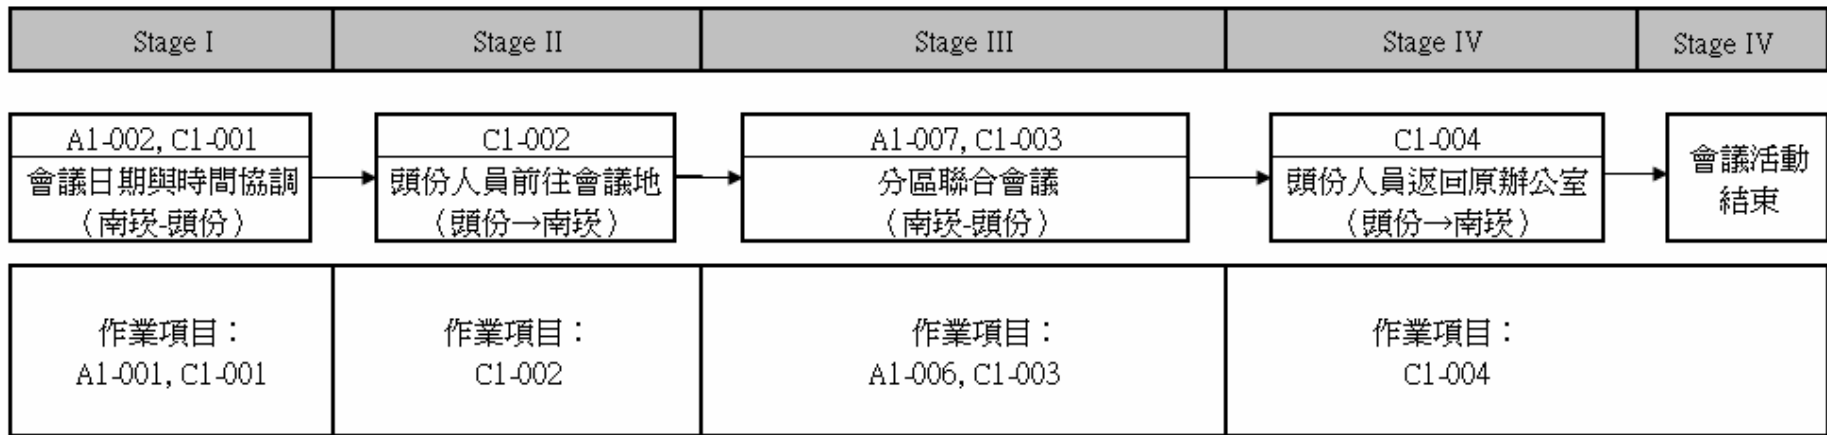 Stage I
Stage II
Stage III
Stage IV
Stage IV
A1-002, C1-001
會議日期與時間協調
（南崁-頭份）
C1-002
頭份人員前往會議地
（頭份→南崁）
A1-007, C1-003
分區聯合會議
（南崁-頭份）
C1-004
頭份人員返回原辦公室
（頭份→南崁）
會議活動
結束
作業項目：
A1-001, C1-001
作業項目：
C1-002
作業項目：
A1-006, C1-003
作業項目：
C1-004